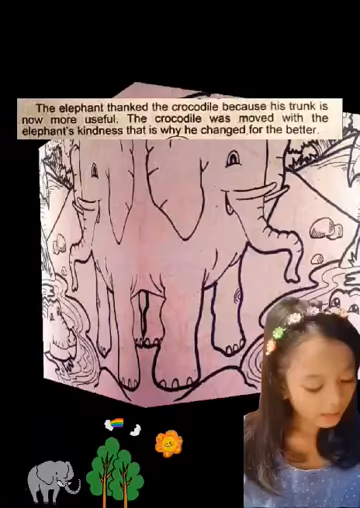 The elephant thanked the crocodile because his trunk is
now more useful. The crocodile was moved with the
elephant's kindness that is why he changed for the better.